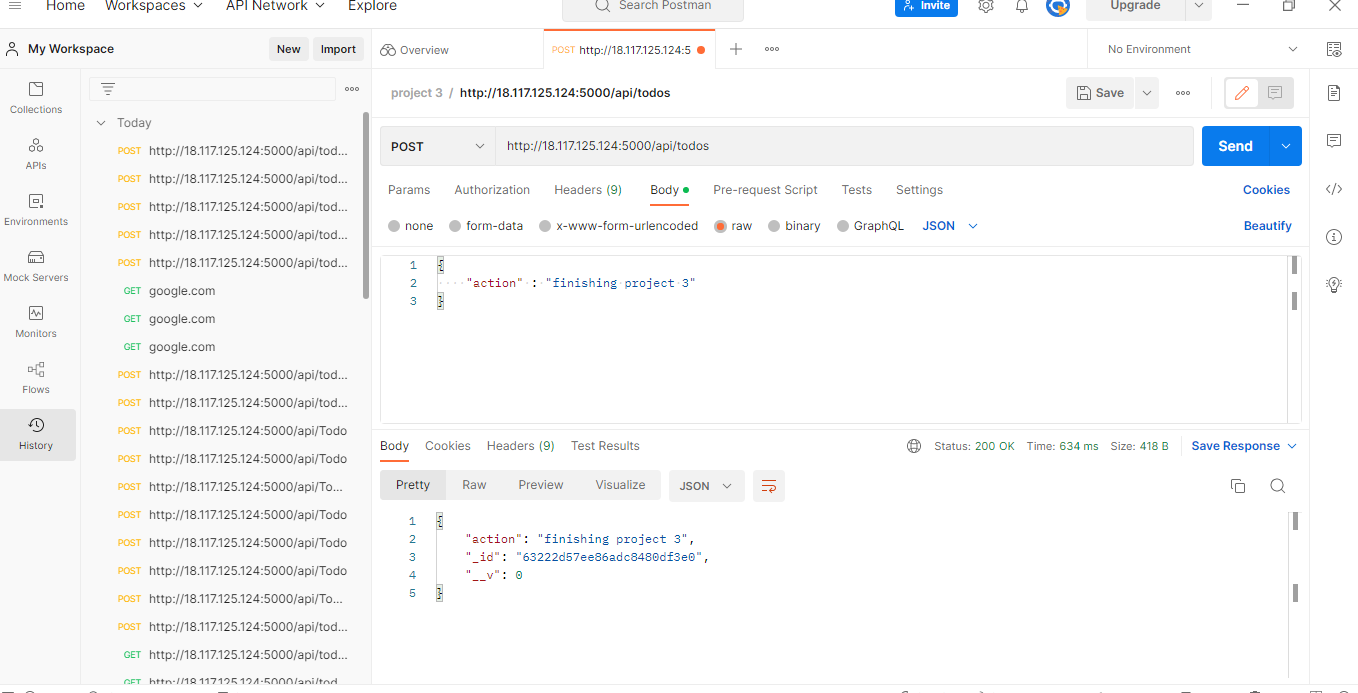 Home Workspaces API Network Explore Search Postman Invite Upgrade
My Workspace New Import Overview POST http://18.117.125.124:5 No Environment
project 3 / http://18.117.125.124:5000/api/todos Save
POST http://18.117.125.124:5000/api/todos Send
Params Authorization Headers (9) Body Pre-request Script Tests Settings Cookies
none form-data x-www-form-urlencoded raw binary GraphQL JSON Beautify
1 {
2 "action" : "finishing project 3"
3 }
Collections
APIs
Environments
Mock Servers
Monitors
Flows
History
Today
POST http://18.117.125.124:5000/api/tod...
POST http://18.117.125.124:5000/api/tod...
POST http://18.117.125.124:5000/api/tod...
POST http://18.117.125.124:5000/api/tod...
POST http://18.117.125.124:5000/api/tod...
GET google.com
GET google.com
GET google.com
POST http://18.117.125.124:5000/api/tod...
POST http://18.117.125.124:5000/api/tod...
POST http://18.117.125.124:5000/api/Todo
POST http://18.117.125.124:5000/api/Todo
POST http://18.117.125.124:5000/api/To...
POST http://18.117.125.124:5000/api/Todo
POST http://18.117.125.124:5000/api/Todo
POST http://18.117.125.124:5000/api/Todo
POST http://18.117.125.124:5000/api/To...
POST http://18.117.125.124:5000/api/tod...
GET http://18.117.125.124:5000/api/tod...
GET http://18.117.125.124:5000/api/tod...
Body Cookies Headers (9) Test Results Status: 200 OK Time: 634 ms Size: 418 B Save Response
Pretty Raw Preview Visualize JSON
1 {
2 "action": "finishing project 3",
3 "_id": "63222d57ee86adc8480df3e0",
4 "__v": 0
5 }